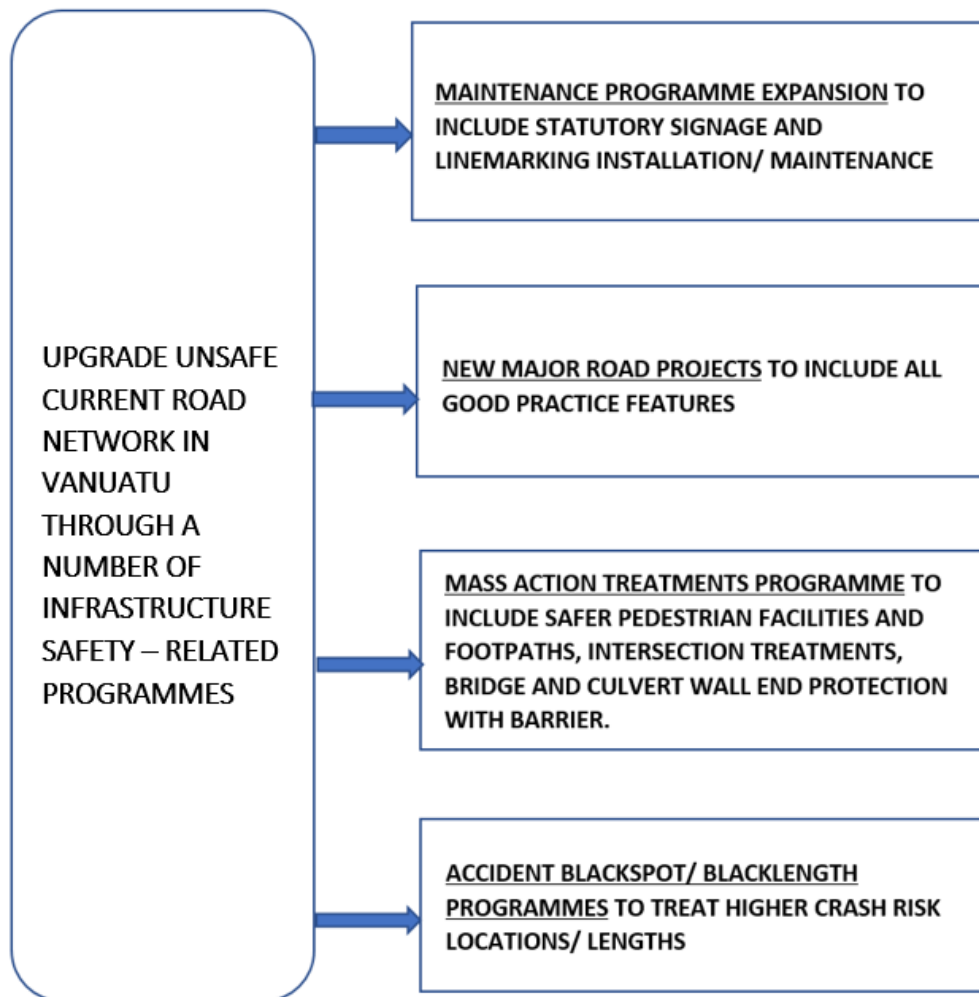 UPGRADE UNSAFE
CURRENT ROAD
NETWORK IN
VANUATU
THROUGH A
NUMBER OF
INFRASTRUCTURE
SAFETY – RELATED
PROGRAMMES
MAINTENANCE PROGRAMME EXPANSION TO
INCLUDE STATUTORY SIGNAGE AND
LINEMARKING INSTALLATION/ MAINTENANCE
NEW MAJOR ROAD PROJECTS TO INCLUDE ALL
GOOD PRACTICE FEATURES
MASS ACTION TREATMENTS PROGRAMME TO
INCLUDE SAFER PEDESTRIAN FACILITIES AND
FOOTPATHS, INTERSECTION TREATMENTS,
BRIDGE AND CULVERT WALL END PROTECTION
WITH BARRIER.
ACCIDENT BLACKSPOT/ BLACKLENGTH
PROGRAMMES TO TREAT HIGHER CRASH RISK
LOCATIONS/ LENGTHS